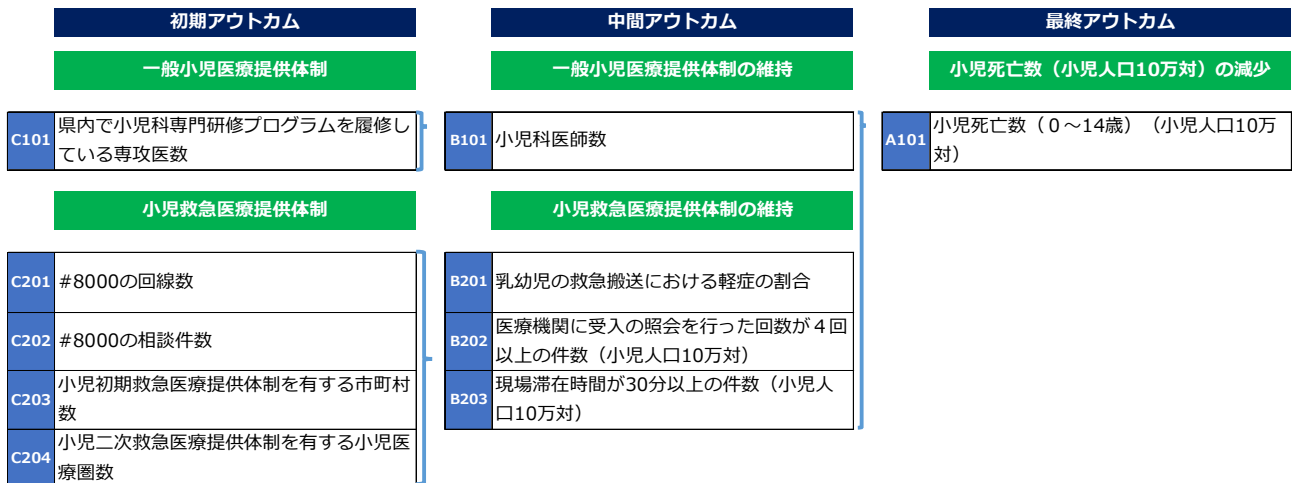 初期アウトカム
中間アウトカム
最終アウトカム
一般小児医療提供体制
一般小児医療提供体制の維持
小児死亡数（小児人口10万対）の減少
C101
県内で小児科専門研修プログラムを履修し
ている専攻医数
B101
小児科医師数
A101
小児死亡数（０～14歳）（小児人口10万
対）
小児救急医療提供体制
小児救急医療提供体制の維持
C201
#8000の回線数
B201
乳幼児の救急搬送における軽症の割合
C202
#8000の相談件数
B202
医療機関に受入の照会を行った回数が４回
以上の件数（小児人口10万対）
C203
小児初期救急医療提供体制を有する市町村
数
B203
現場滞在時間が30分以上の件数（小児人
口10万対）
C204
小児二次救急医療提供体制を有する小児医
療圏数